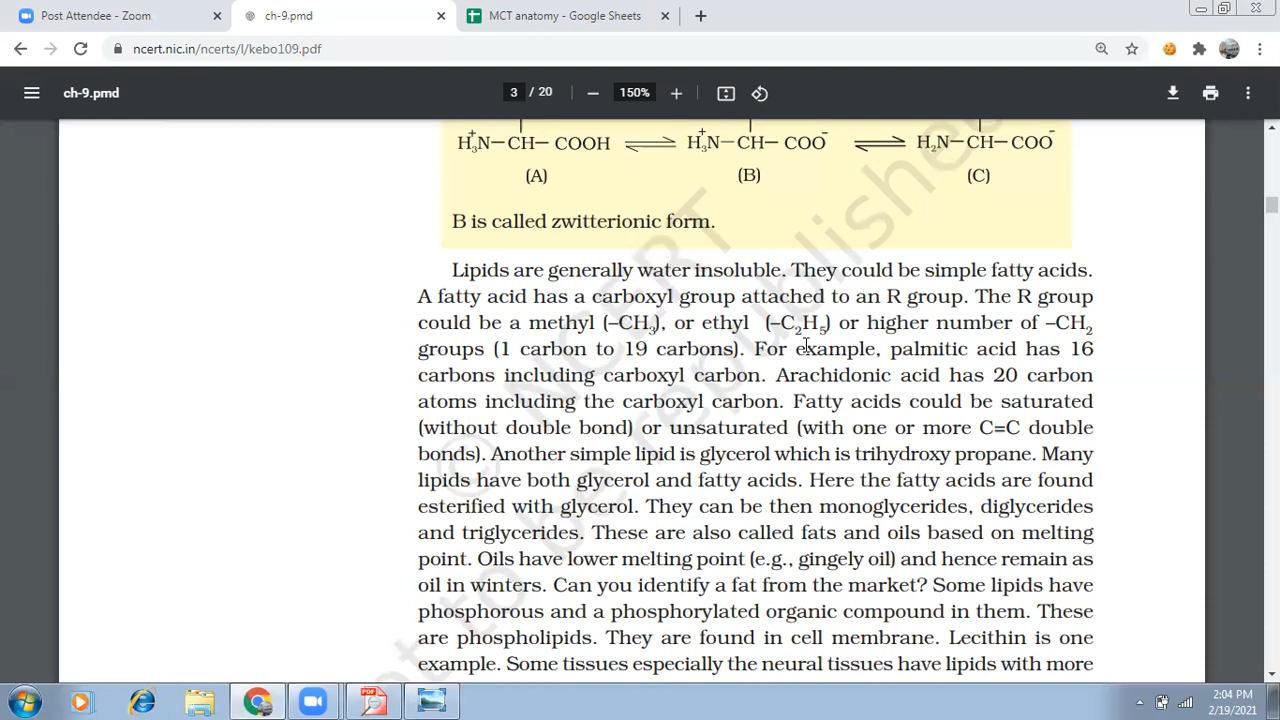 Post Attendee - Zoom
ch-9.pmd
MCT anatomy - Google Sheets
ncert.nic.in/ncerts/l/kebo109.pdf
ch-9.pmd
3 / 20
150%
H₃N⁺–CH–COOH ⇌ H₃N⁺–CH–COO⁻ ⇌ H₂N–CH–COO⁻
(A) (B) (C)
B is called zwitterionic form.
Lipids are generally water insoluble. They could be simple fatty acids.
A fatty acid has a carboxyl group attached to an R group. The R group
could be a methyl (–CH₃), or ethyl (–C₂H₅) or higher number of –CH₂
groups (1 carbon to 19 carbons). For example, palmitic acid has 16
carbons including carboxyl carbon. Arachidonic acid has 20 carbon
atoms including the carboxyl carbon. Fatty acids could be saturated
(without double bond) or unsaturated (with one or more C=C double
bonds). Another simple lipid is glycerol which is trihydroxy propane. Many
lipids have both glycerol and fatty acids. Here the fatty acids are found
esterified with glycerol. They can be then monoglycerides, diglycerides
and triglycerides. These are also called fats and oils based on melting
point. Oils have lower melting point (e.g., gingely oil) and hence remain as
oil in winters. Can you identify a fat from the market? Some lipids have
phosphorous and a phosphorylated organic compound in them. These
are phospholipids. They are found in cell membrane. Lecithin is one
example. Some tissues especially the neural tissues have lipids with more
© NCERT
not to be republished
2:04 PM
2/19/2021